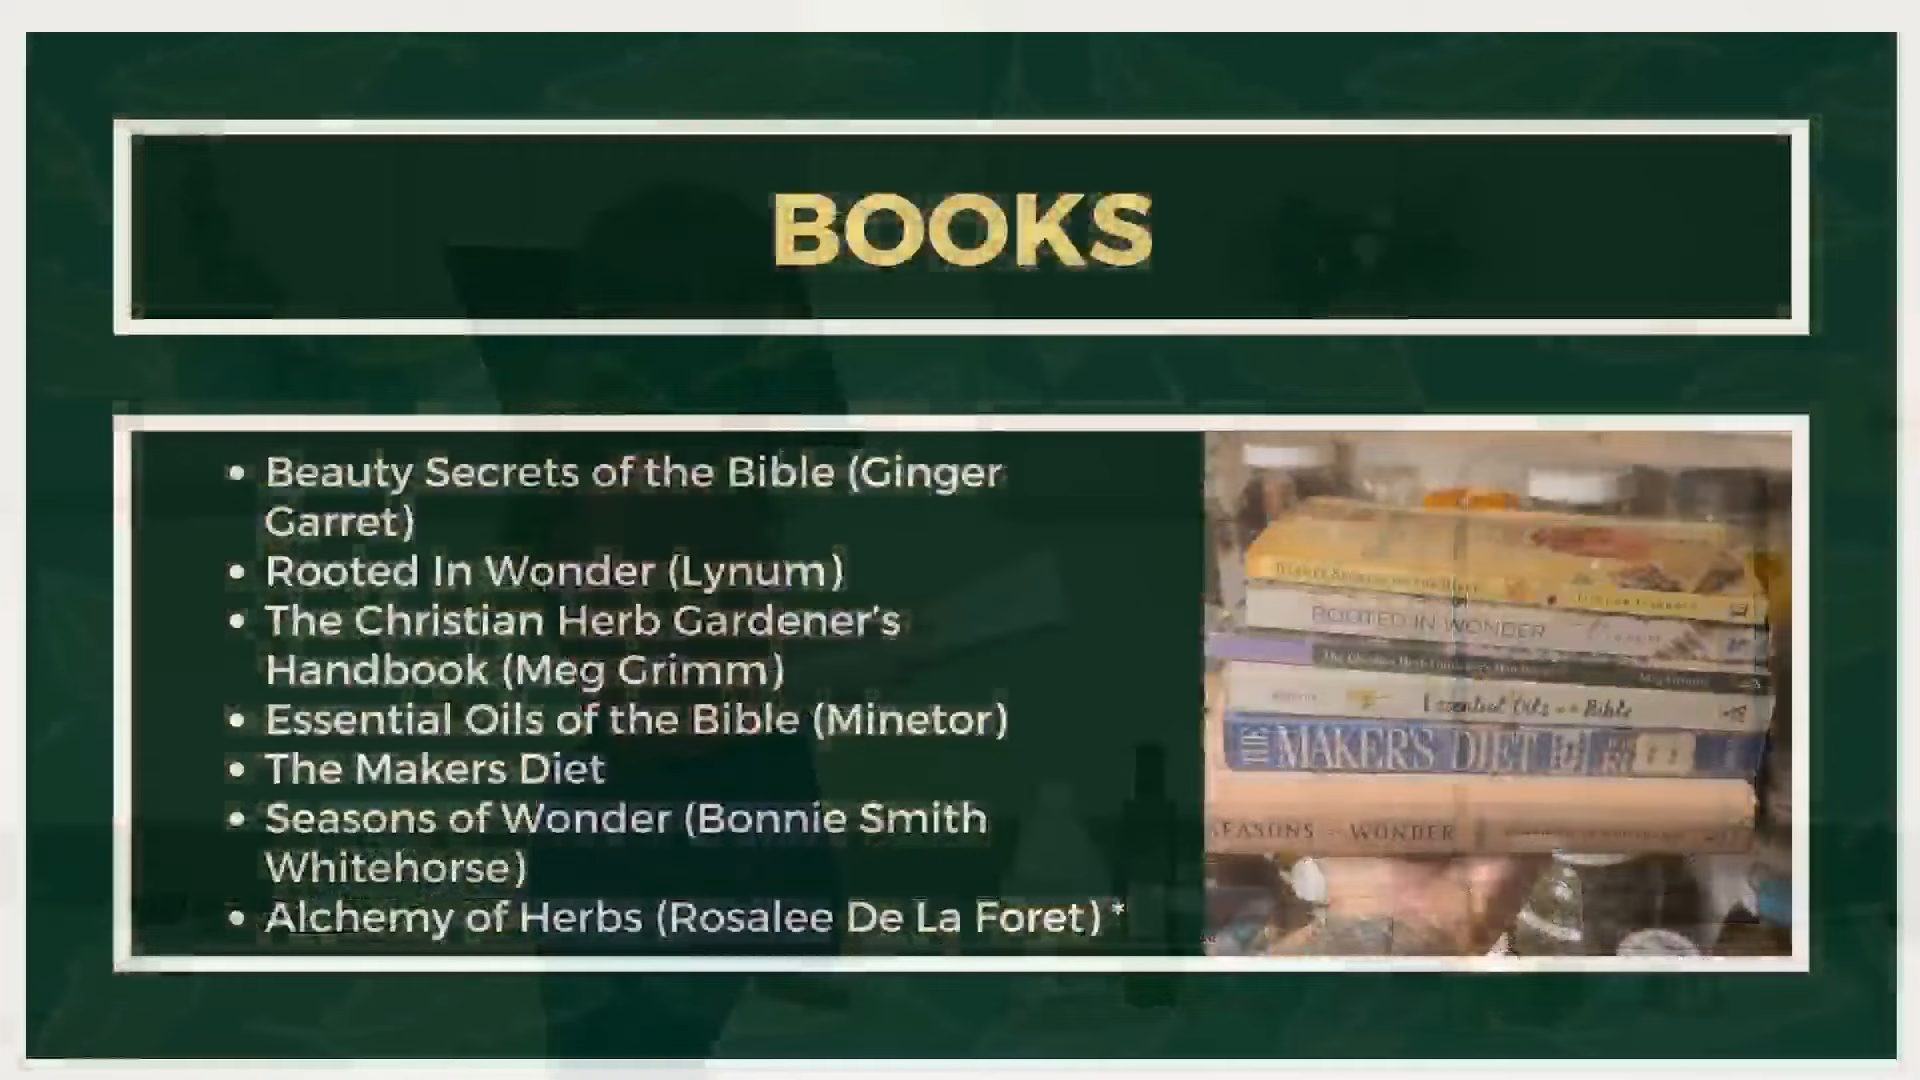 BOOKS
• Beauty Secrets of the Bible (Ginger
Garret)
• Rooted In Wonder (Lynum)
• The Christian Herb Gardener's
Handbook (Meg Grimm)
• Essential Oils of the Bible (Minetor)
• The Makers Diet
• Seasons of Wonder (Bonnie Smith
Whitehorse)
• Alchemy of Herbs (Rosalee De La Foret) *
ROOTED IN WONDER
Essential Oils Bible
THE MAKER'S DIET
SEASONS WONDER